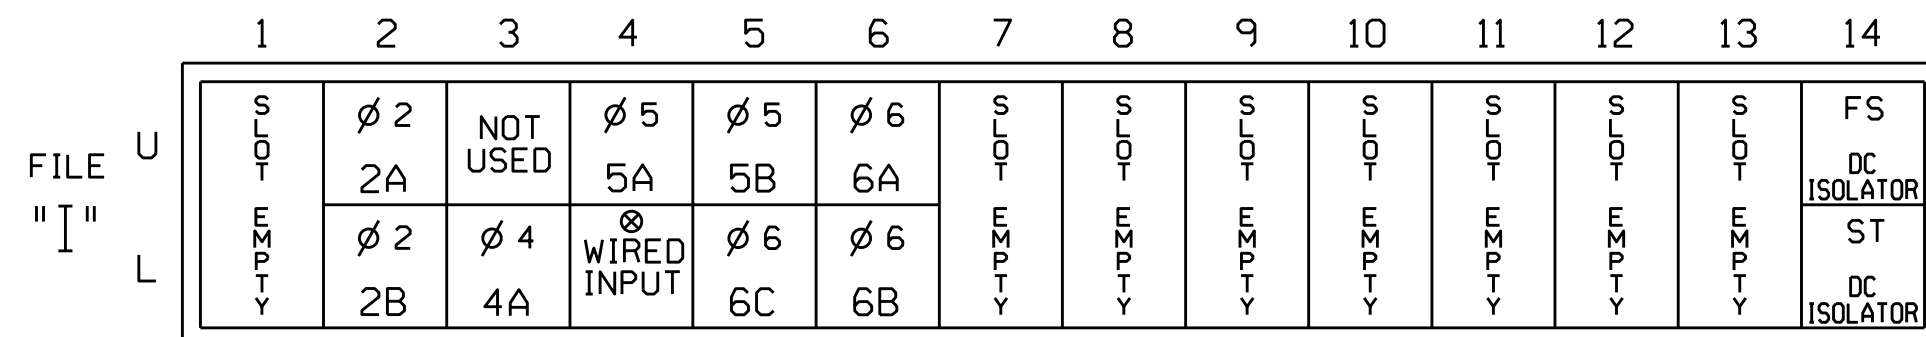 1 2 3 4 5 6 7 8 9 10 11 12 13 14
FILE
"I"
U
L
SLOT EMPTY
Ø 2
2A
NOT
USED
Ø 5
5A
Ø 5
5B
Ø 6
6A
SLOT EMPTY
SLOT EMPTY
SLOT EMPTY
SLOT EMPTY
SLOT EMPTY
SLOT EMPTY
SLOT EMPTY
FS
DC
ISOLATOR
Ø 2
2B
Ø 4
4A
⊗
WIRED
INPUT
Ø 6
6C
Ø 6
6B
ST
DC
ISOLATOR